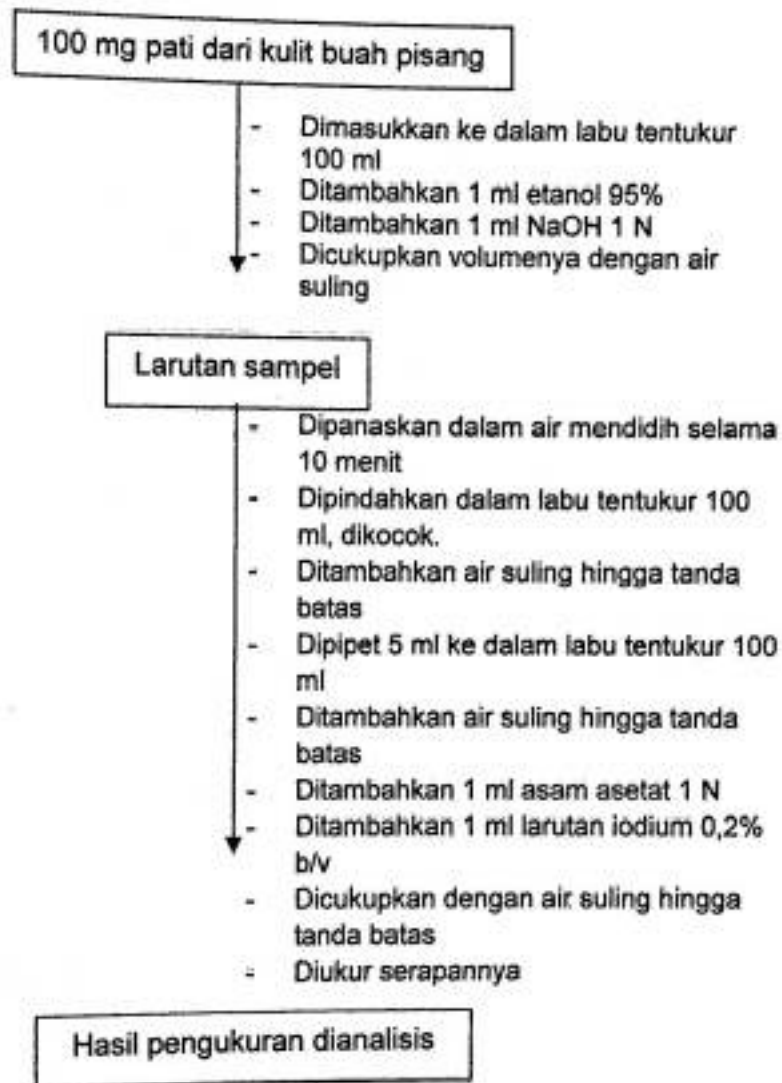 100 mg pati dari kulit buah pisang
- Dimasukkan ke dalam labu tentukur
100 ml
- Ditambahkan 1 ml etanol 95%
- Ditambahkan 1 ml NaOH 1 N
- Dicukupkan volumenya dengan air
suling
Larutan sampel
- Dipanaskan dalam air mendidih selama
10 menit
- Dipindahkan dalam labu tentukur 100
ml, dikocok.
- Ditambahkan air suling hingga tanda
batas
- Dipipet 5 ml ke dalam labu tentukur 100
ml
- Ditambahkan air suling hingga tanda
batas
- Ditambahkan 1 ml asam asetat 1 N
- Ditambahkan 1 ml larutan iodium 0,2%
b/v
- Dicukupkan dengan air suling hingga
tanda batas
- Diukur serapannya
Hasil pengukuran dianalisis